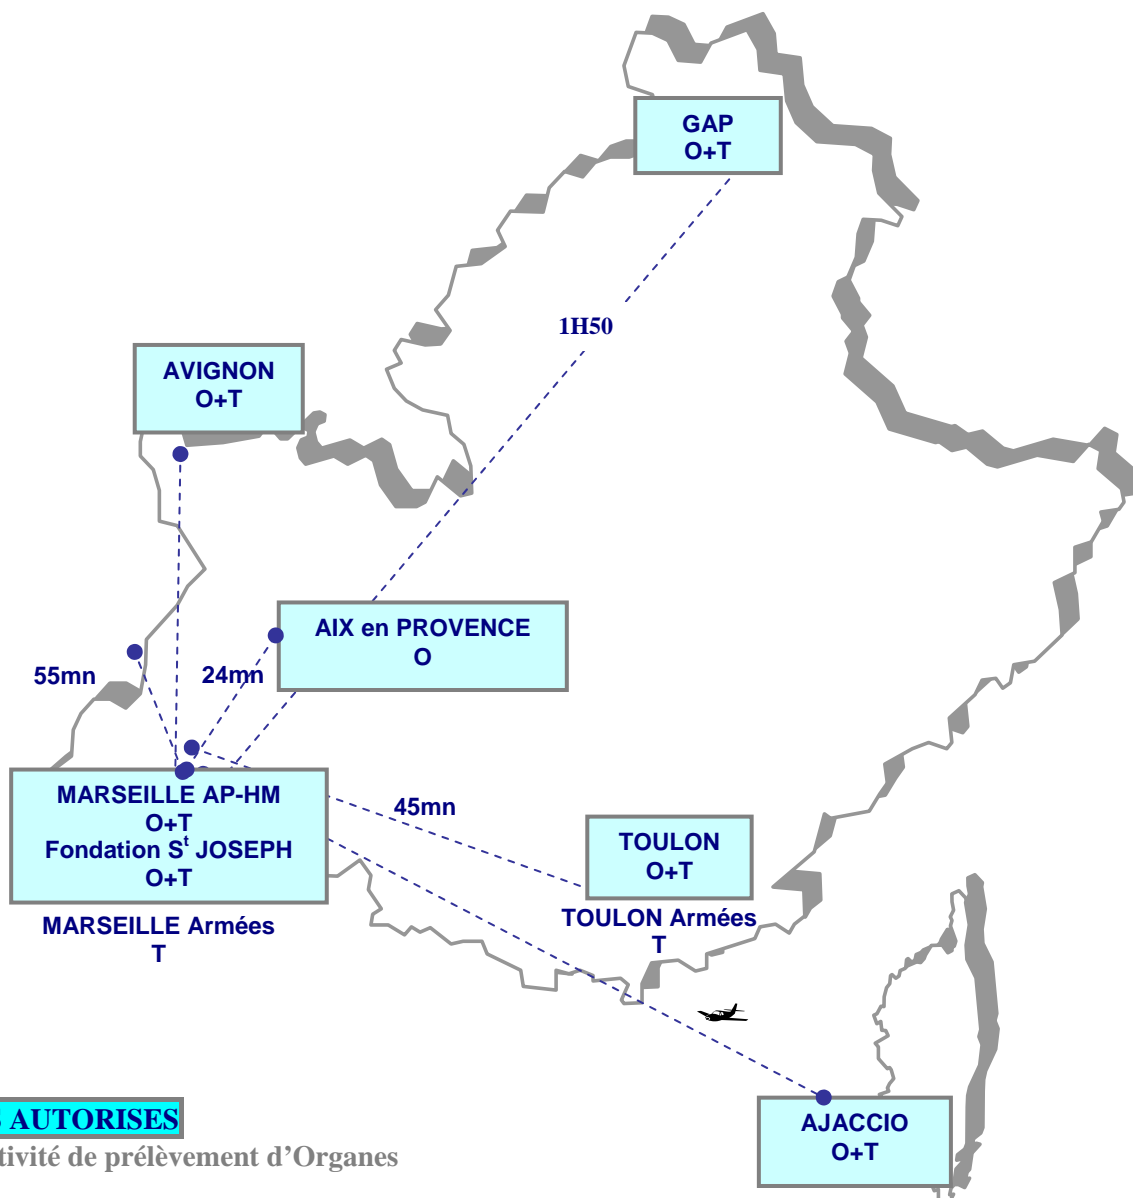 GAP
O+T
1H50
AVIGNON
O+T
AIX en PROVENCE
O
55mn
24mn
MARSEILLE AP-HM
O+T
Fondation St JOSEPH
O+T
MARSEILLE Armées
T
45mn
TOULON
O+T
TOULON Armées
T
AJACCIO
O+T
AUTORISES
tivité de prélèvement d’Organes